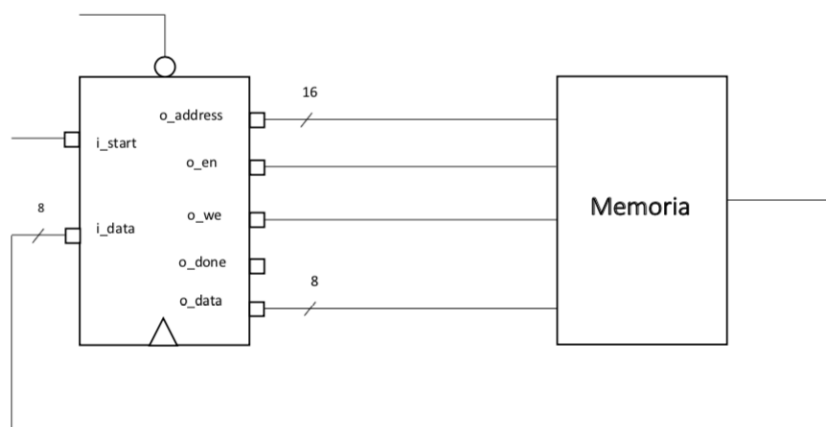 16
o_address
i_start
o_en
8
i_data
o_we
Memoria
o_done
8
o_data